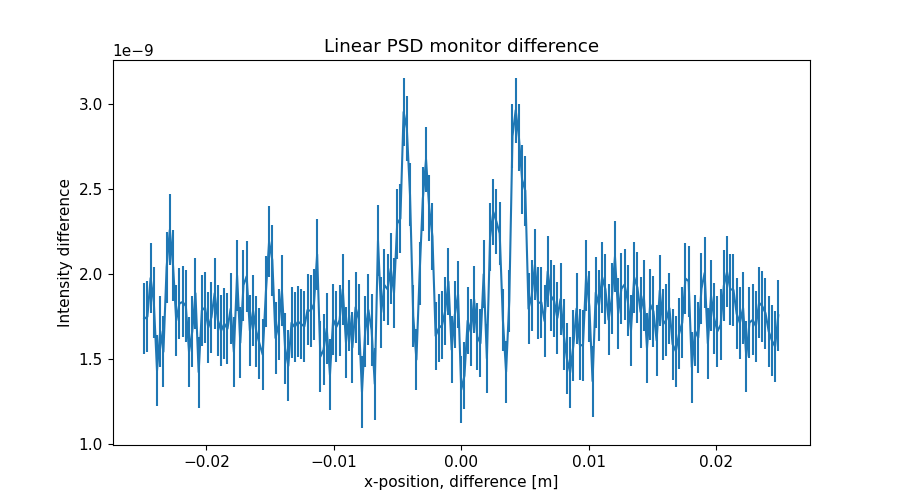 Linear PSD monitor difference
1e−9
3.0
2.5
2.0
1.5
1.0
Intensity difference
−0.02 −0.01 0.00 0.01 0.02
x-position, difference [m]